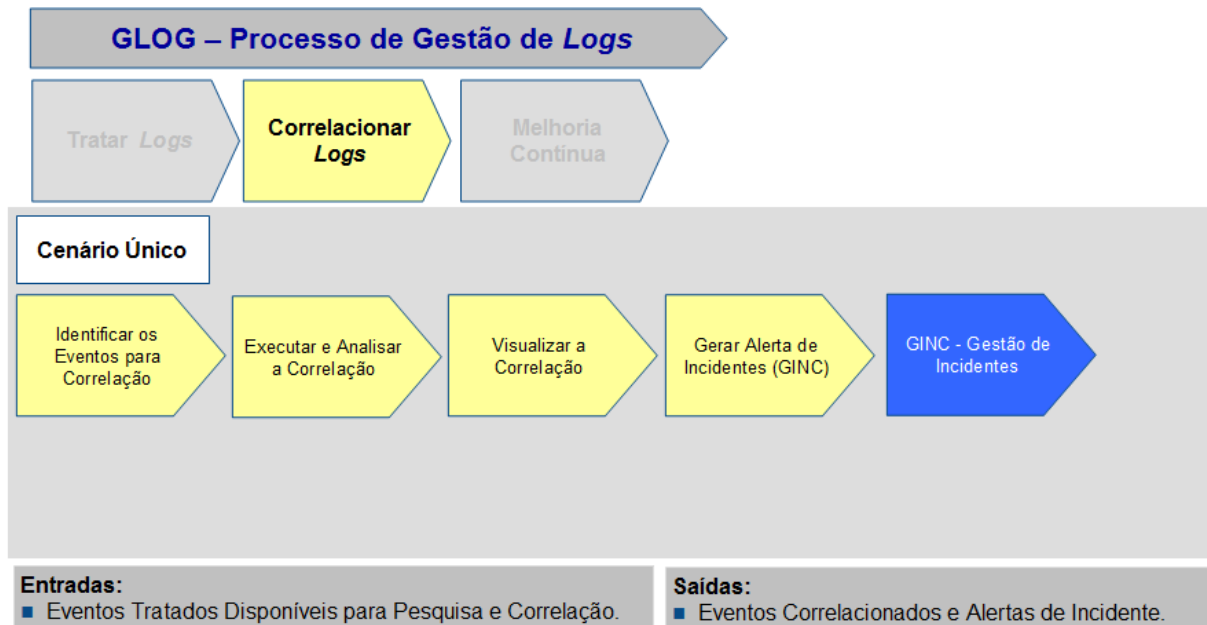 GLOG – Processo de Gestão de Logs
Tratar Logs
Correlacionar
Logs
Melhoria
Contínua
Cenário Único
Identificar os
Eventos para
Correlação
Executar e Analisar
a Correlação
Visualizar a
Correlação
Gerar Alerta de
Incidentes (GINC)
GINC - Gestão de
Incidentes
Entradas:
■ Eventos Tratados Disponíveis para Pesquisa e Correlação.
Saídas:
■ Eventos Correlacionados e Alertas de Incidente.